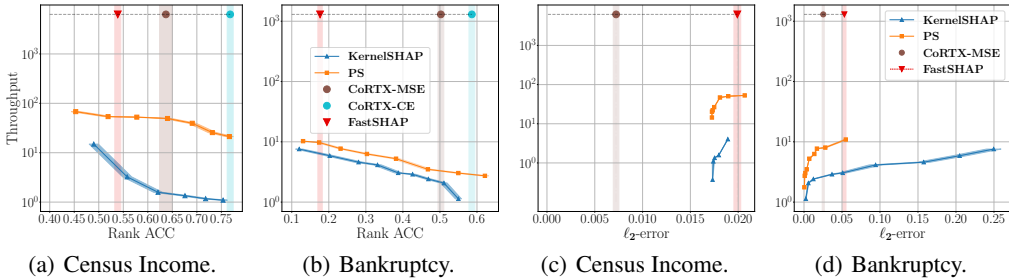 Throughput
10³
10²
10¹
10⁰
0.40 0.45 0.50 0.55 0.60 0.65 0.70 0.75
Rank ACC
(a) Census Income.
10³
10²
10¹
10⁰
0.1 0.2 0.3 0.4 0.5 0.6
Rank ACC
KernelSHAP
PS
CoRTX-MSE
CoRTX-CE
FastSHAP
(b) Bankruptcy.
10³
10²
10¹
10⁰
0.000 0.005 0.010 0.015 0.020
ℓ₂-error
(c) Census Income.
10³
10²
10¹
10⁰
0.00 0.05 0.10 0.15 0.20 0.25
ℓ₂-error
KernelSHAP
PS
CoRTX-MSE
FastSHAP
(d) Bankruptcy.